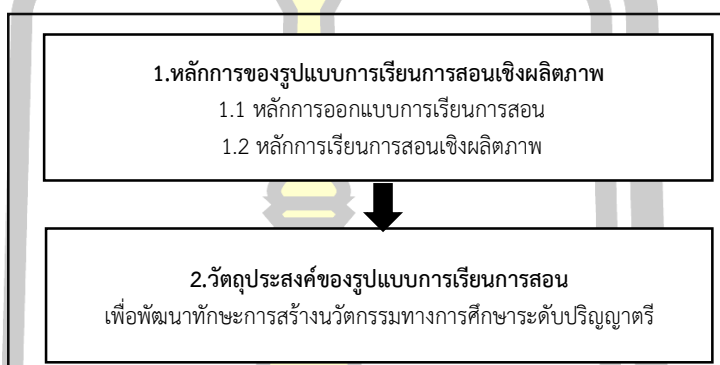 1.หลักการของรูปแบบการเรียนการสอนเชิงผลิตภาพ
1.1 หลักการออกแบบการเรียนการสอน
1.2 หลักการเรียนการสอนเชิงผลิตภาพ
2.วัตถุประสงค์ของรูปแบบการเรียนการสอน
เพื่อพัฒนาทักษะการสร้างนวัตกรรมทางการศึกษาระดับปริญญาตรี